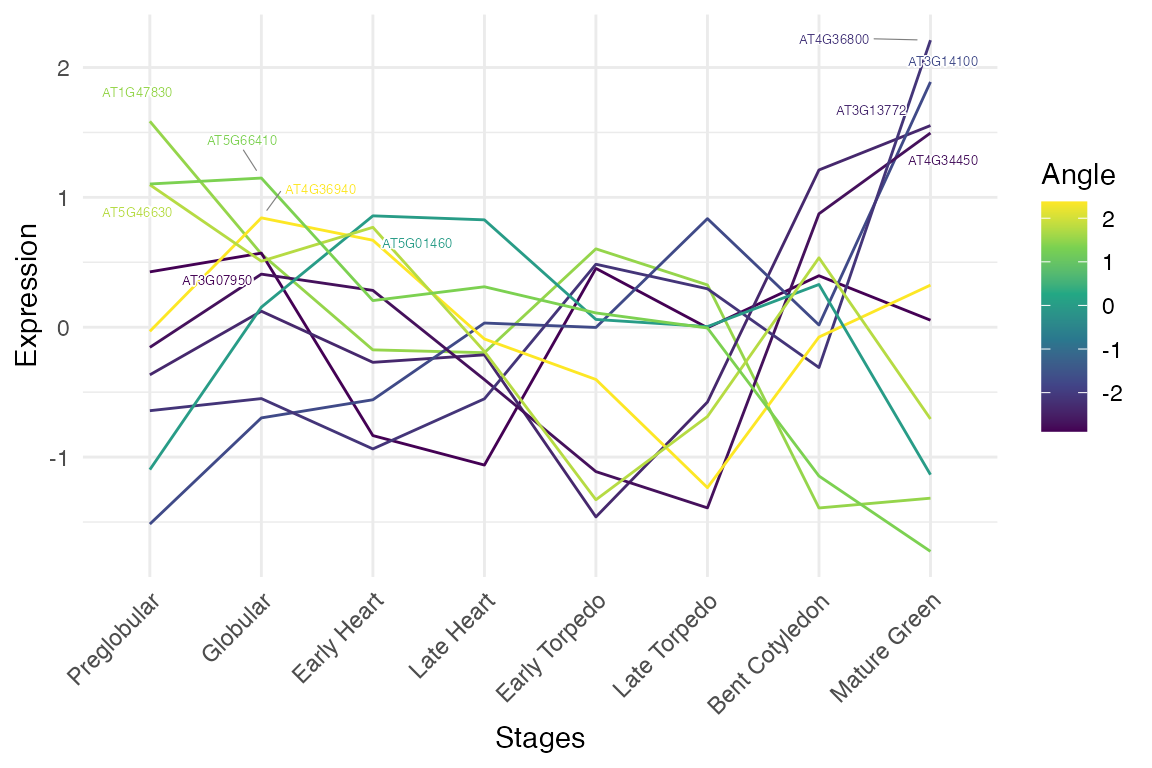 AT4G36800
AT3G14100
AT1G47830
AT3G13772
AT5G66410
AT4G34450
AT4G36940
AT5G46630
AT5G01460
AT3G07950
2
1
0
-1
Expression
Preglobular
Globular
Early Heart
Late Heart
Early Torpedo
Late Torpedo
Bent Cotyledon
Mature Green
Stages
Angle
2
1
0
-1
-2